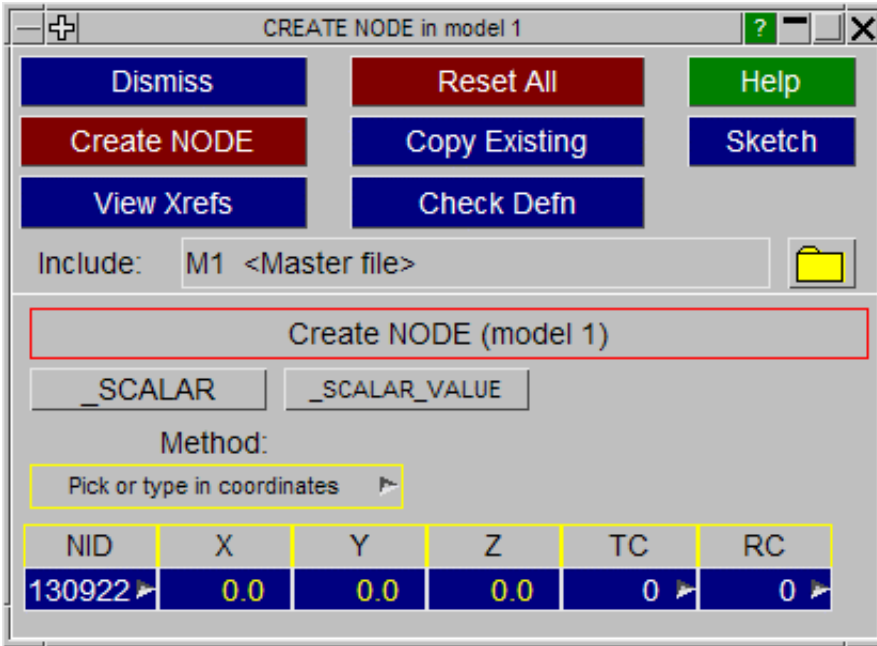 CREATE NODE in model 1 ?
Dismiss Reset All Help
Create NODE Copy Existing Sketch
View Xrefs Check Defn
Include: M1 <Master file>
Create NODE (model 1)
_SCALAR _SCALAR_VALUE
Method:
Pick or type in coordinates
NID X Y Z TC RC
130922 0.0 0.0 0.0 0 0